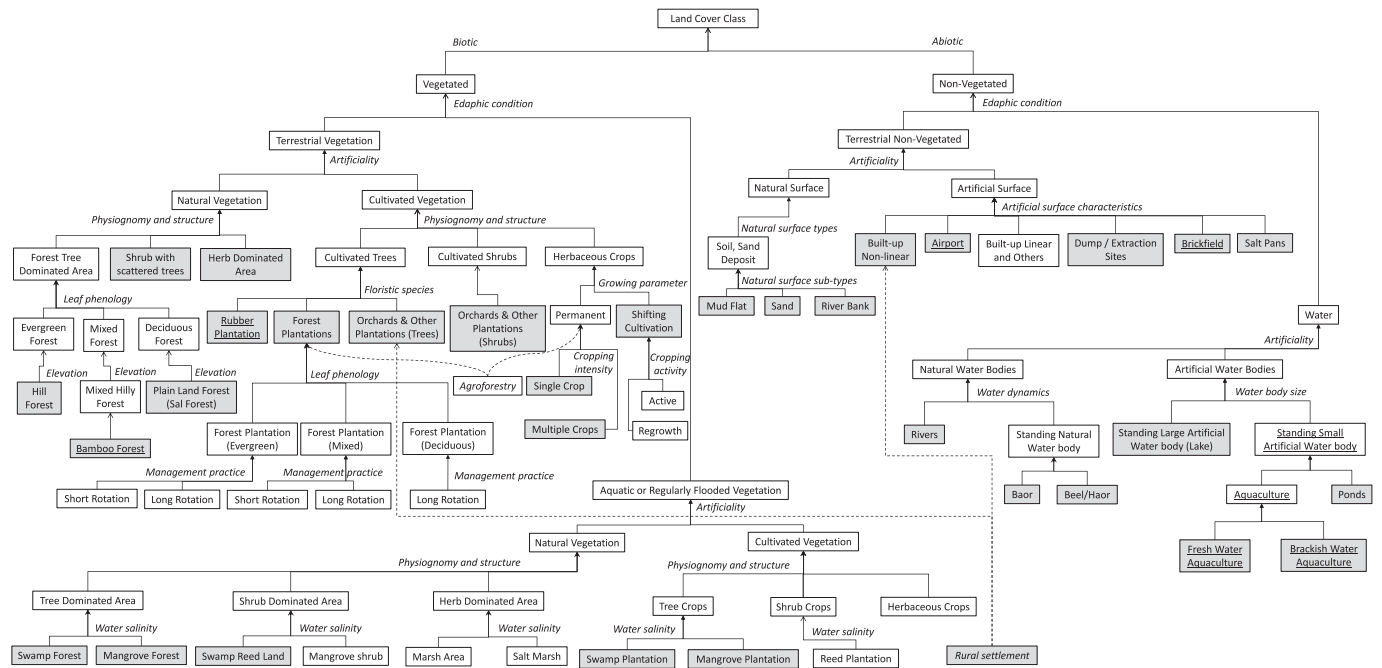 Land Cover Class
Biotic
Abiotic
Vegetated
Non-Vegetated
Edaphic condition
Edaphic condition
Terrestrial Vegetation
Terrestrial Non-Vegetated
Artificiality
Artificiality
Natural Vegetation
Cultivated Vegetation
Natural Surface
Artificial Surface
Physiognomy and structure
Physiognomy and structure
Natural surface types
Artificial surface characteristics
Forest Tree
Dominated Area
Shrub with
scattered trees
Herb Dominated
Area
Cultivated Trees
Cultivated Shrubs
Herbaceous Crops
Soil, Sand
Deposit
Built-up
Non-linear
Airport
Built-up Linear
and Others
Dump / Extraction
Sites
Brickfield
Salt Pans
Leaf phenology
Floristic species
Growing parameter
Natural surface sub-types
Evergreen
Forest
Mixed
Forest
Deciduous
Forest
Rubber
Plantation
Forest
Plantations
Orchards & Other
Plantations (Trees)
Orchards & Other
Plantations
(Shrubs)
Permanent
Shifting
Cultivation
Mud Flat
Sand
River Bank
Water
Artificiality
Elevation
Elevation
Elevation
Hill
Forest
Mixed Hilly
Forest
Plain Land Forest
(Sal Forest)
Leaf phenology
Agroforestry
Cropping
intensity
Single Crop
Cropping
activity
Active
Natural Water Bodies
Artificial Water Bodies
Water dynamics
Water body size
Bamboo Forest
Forest Plantation
(Evergreen)
Forest Plantation
(Mixed)
Forest Plantation
(Deciduous)
Multiple Crops
Regrowth
Rivers
Standing Natural
Water body
Standing Large Artificial
Water body (Lake)
Standing Small
Artificial Water body
Management practice
Management practice
Management practice
Short Rotation
Long Rotation
Short Rotation
Long Rotation
Long Rotation
Aquatic or Regularly Flooded Vegetation
Baor
Beel/Haor
Aquaculture
Ponds
Artificiality
Natural Vegetation
Cultivated Vegetation
Fresh Water
Aquaculture
Brackish Water
Aquaculture
Physiognomy and structure
Physiognomy and structure
Tree Dominated Area
Shrub Dominated Area
Herb Dominated Area
Tree Crops
Shrub Crops
Herbaceous Crops
Water salinity
Water salinity
Water salinity
Water salinity
Water salinity
Swamp Forest
Mangrove Forest
Swamp Reed Land
Mangrove shrub
Marsh Area
Salt Marsh
Swamp Plantation
Mangrove Plantation
Reed Plantation
Rural settlement